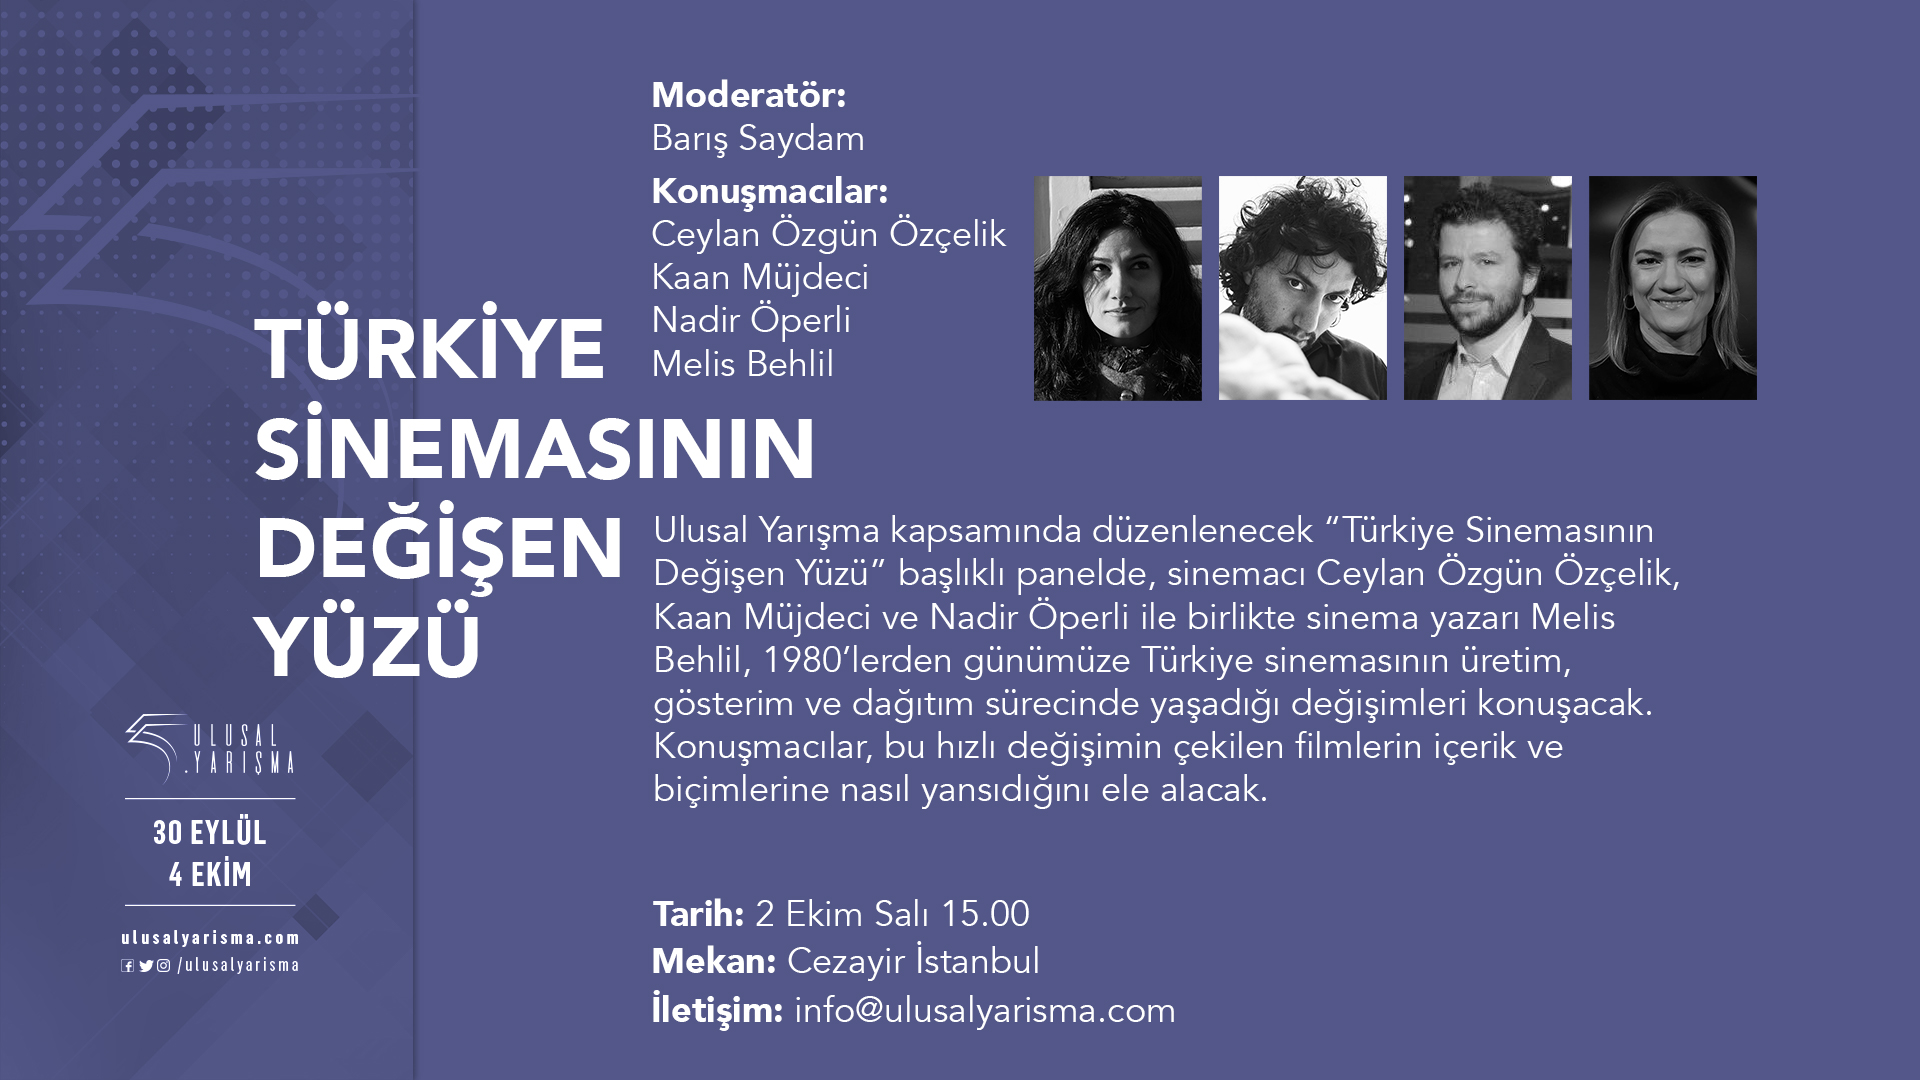 Moderatör:
Barış Saydam
Konuşmacılar:
Ceylan Özgün Özçelik
Kaan Müjdeci
Nadir Öperli
Melis Behlil
TÜRKİYE
SİNEMASININ
DEĞİŞEN
YÜZÜ
Ulusal Yarışma kapsamında düzenlenecek “Türkiye Sinemasının
Değişen Yüzü” başlıklı panelde, sinemacı Ceylan Özgün Özçelik,
Kaan Müjdeci ve Nadir Öperli ile birlikte sinema yazarı Melis
Behlil, 1980’lerden günümüze Türkiye sinemasının üretim,
gösterim ve dağıtım sürecinde yaşadığı değişimleri konuşacak.
Konuşmacılar, bu hızlı değişimin çekilen filmlerin içerik ve
biçimlerine nasıl yansıdığını ele alacak.
55 ULUSAL
.YARIŞMA
30 EYLÜL
4 EKİM
ulusalyarisma.com
/ulusalyarisma
Tarih: 2 Ekim Salı 15.00
Mekan: Cezayir İstanbul
İletişim: info@ulusalyarisma.com